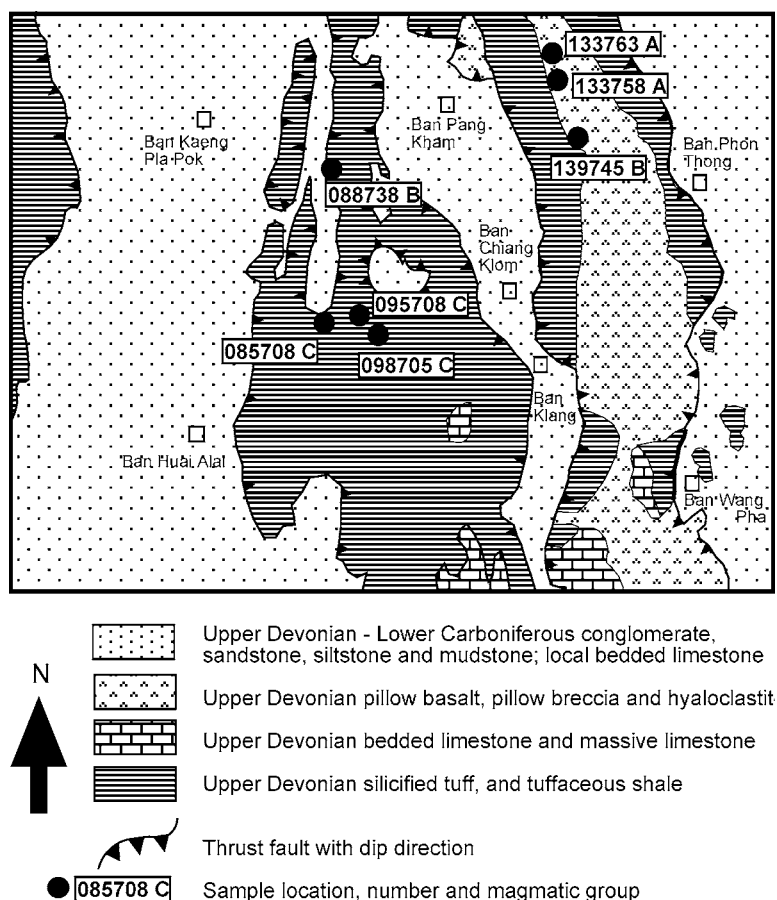 133763 A
133758 A
Ban Kaeng
Pla Pok
Ban Pang
Kham
139745 B
Ban Phon
Thong
088738 B
Ban
Chiang
Klom
095708 C
085708 C
098705 C
Ban
Klang
Ban Huai Alai
Ban Wang
Pha
N
Upper Devonian - Lower Carboniferous conglomerate,
sandstone, siltstone and mudstone; local bedded limestone
Upper Devonian pillow basalt, pillow breccia and hyaloclastit
Upper Devonian bedded limestone and massive limestone
Upper Devonian silicified tuff, and tuffaceous shale
Thrust fault with dip direction
085708 C
Sample location, number and magmatic group